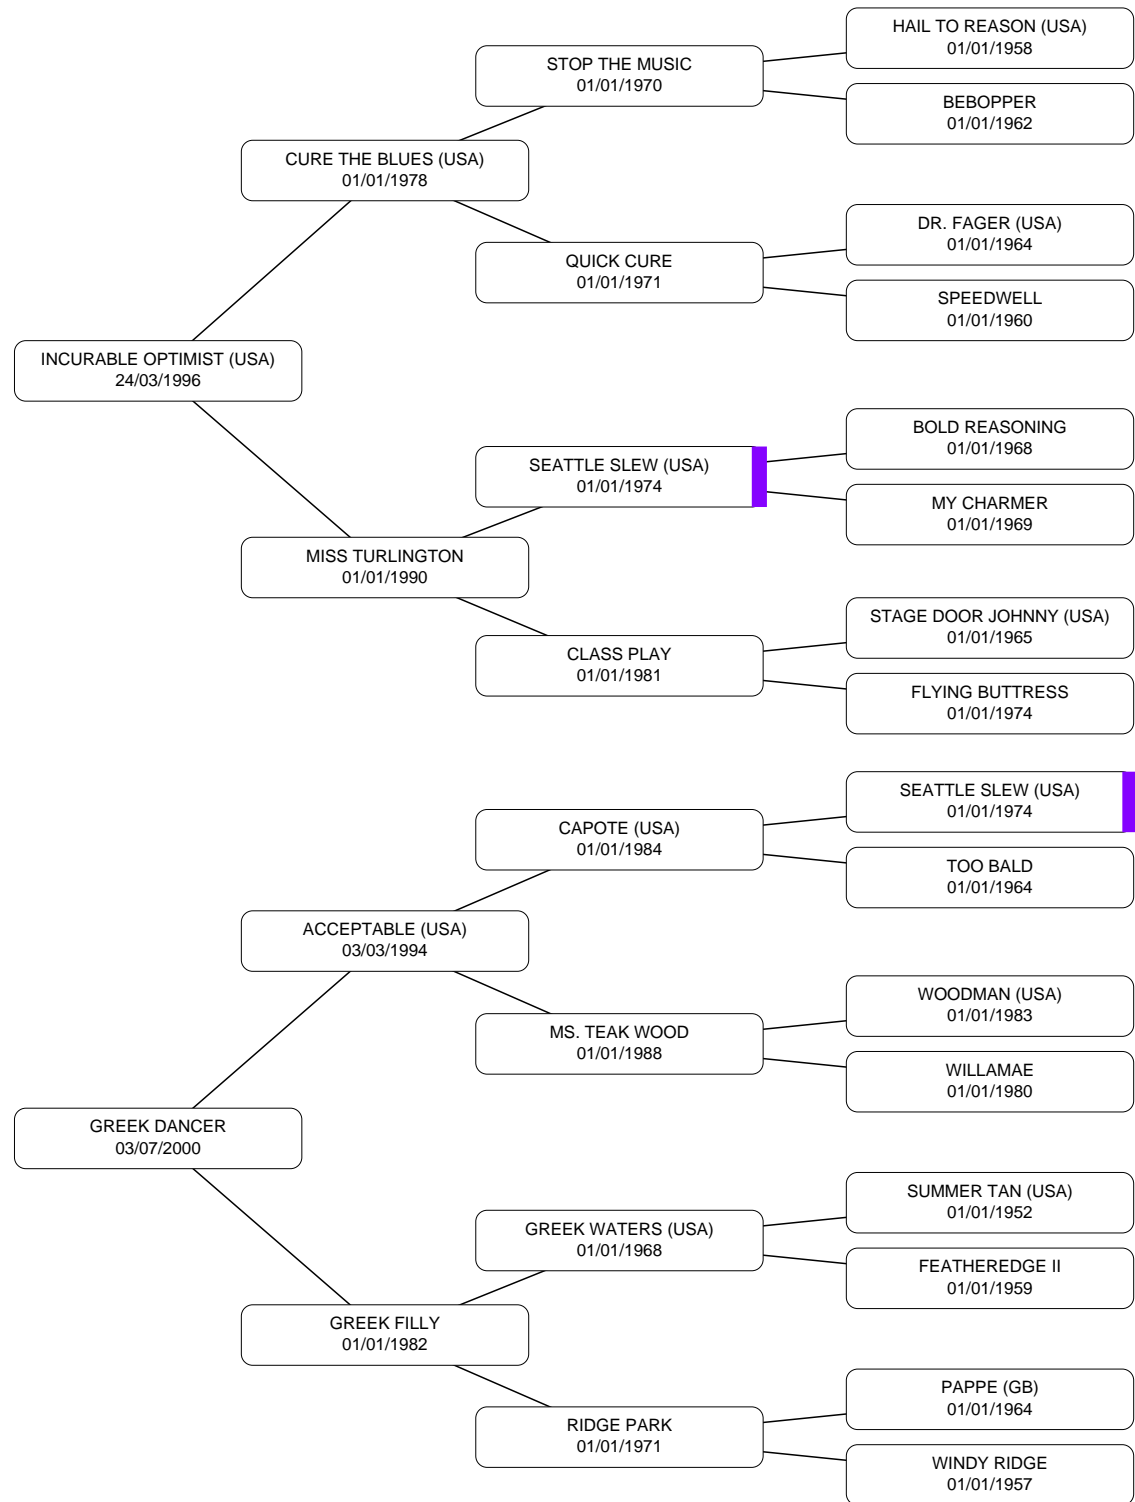 HAIL TO REASON (USA)
01/01/1958
STOP THE MUSIC
01/01/1970
BEBOPPER
01/01/1962
CURE THE BLUES (USA)
01/01/1978
DR. FAGER (USA)
01/01/1964
QUICK CURE
01/01/1971
SPEEDWELL
01/01/1960
INCURABLE OPTIMIST (USA)
24/03/1996
BOLD REASONING
01/01/1968
SEATTLE SLEW (USA)
01/01/1974
MY CHARMER
01/01/1969
MISS TURLINGTON
01/01/1990
STAGE DOOR JOHNNY (USA)
01/01/1965
CLASS PLAY
01/01/1981
FLYING BUTTRESS
01/01/1974
SEATTLE SLEW (USA)
01/01/1974
CAPOTE (USA)
01/01/1984
TOO BALD
01/01/1964
ACCEPTABLE (USA)
03/03/1994
WOODMAN (USA)
01/01/1983
MS. TEAK WOOD
01/01/1988
WILLAMAE
01/01/1980
GREEK DANCER
03/07/2000
SUMMER TAN (USA)
01/01/1952
GREEK WATERS (USA)
01/01/1968
FEATHEREDGE II
01/01/1959
GREEK FILLY
01/01/1982
PAPPE (GB)
01/01/1964
RIDGE PARK
01/01/1971
WINDY RIDGE
01/01/1957